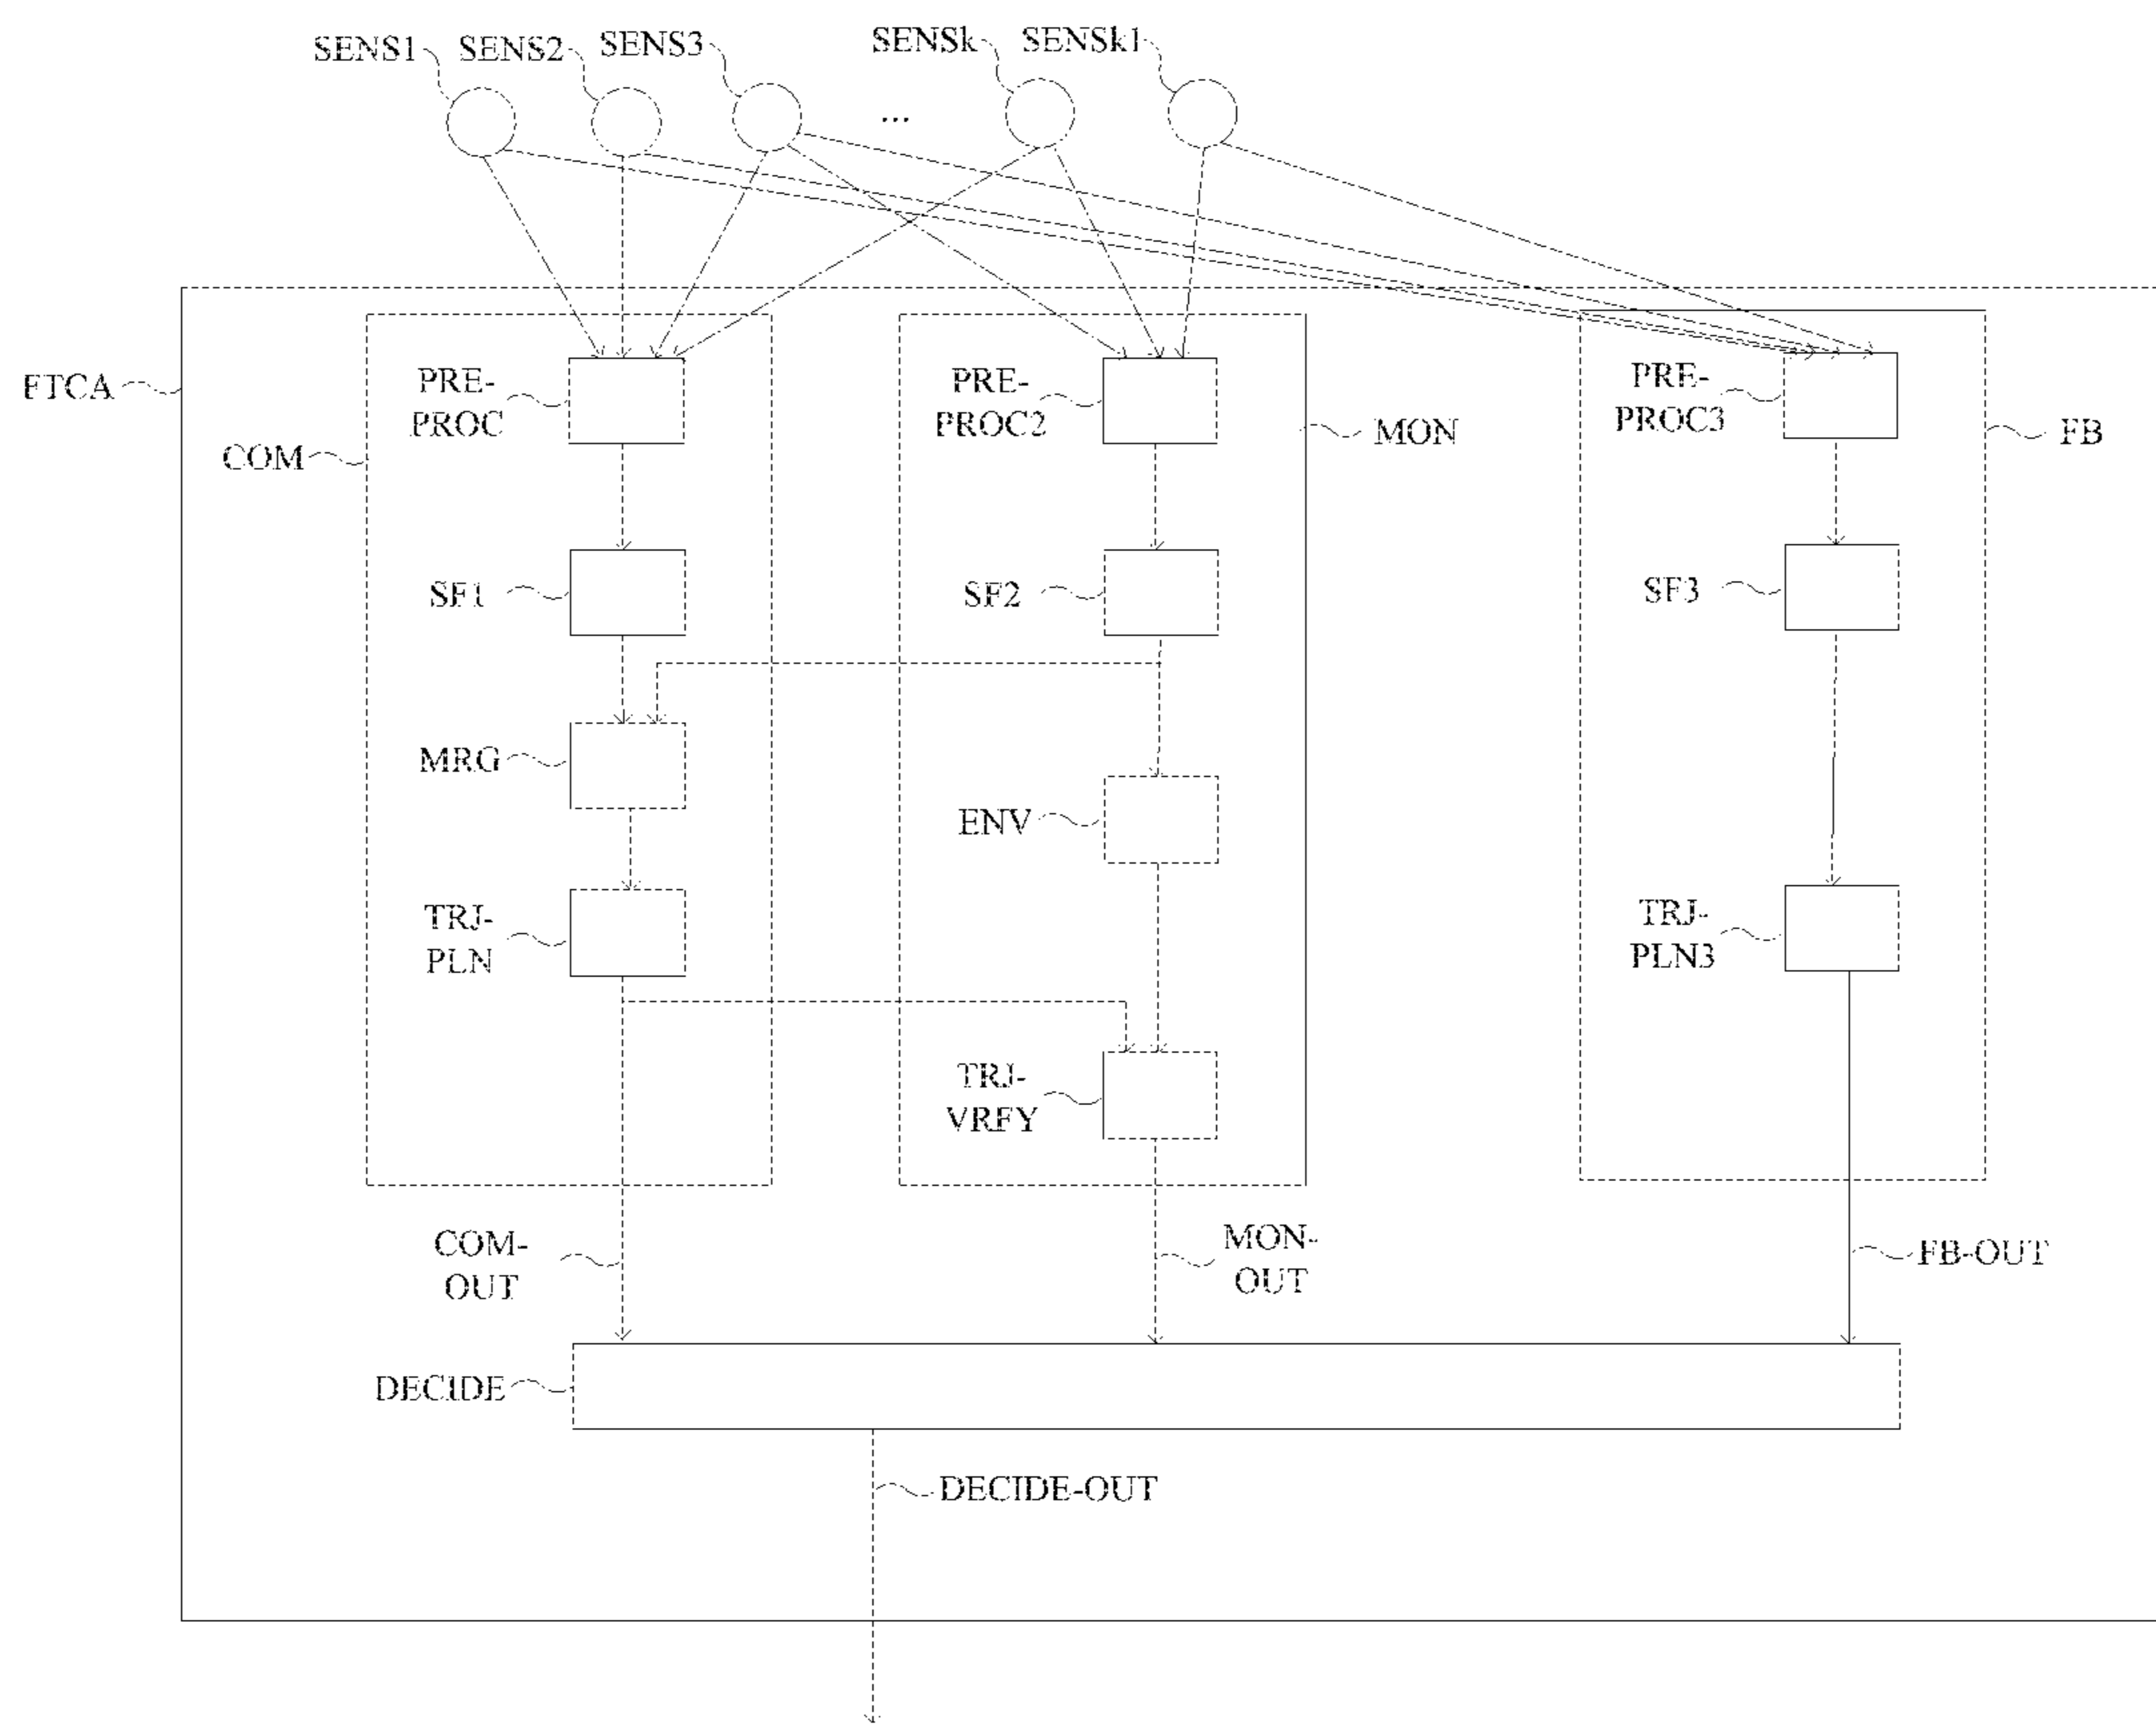 SENS1 SENS2 SENS3 ... SENSk SENSk1
FTCA
COM
PRE-
PROC
PRE-
PROC2
MON
PRE-
PROC3
FB
SF1
SF2
SF3
MRG
ENV
TRJ-
PLN
TRJ-
PLN3
TRJ-
VRFY
COM-
OUT
MON-
OUT
FB-OUT
DECIDE
DECIDE-OUT